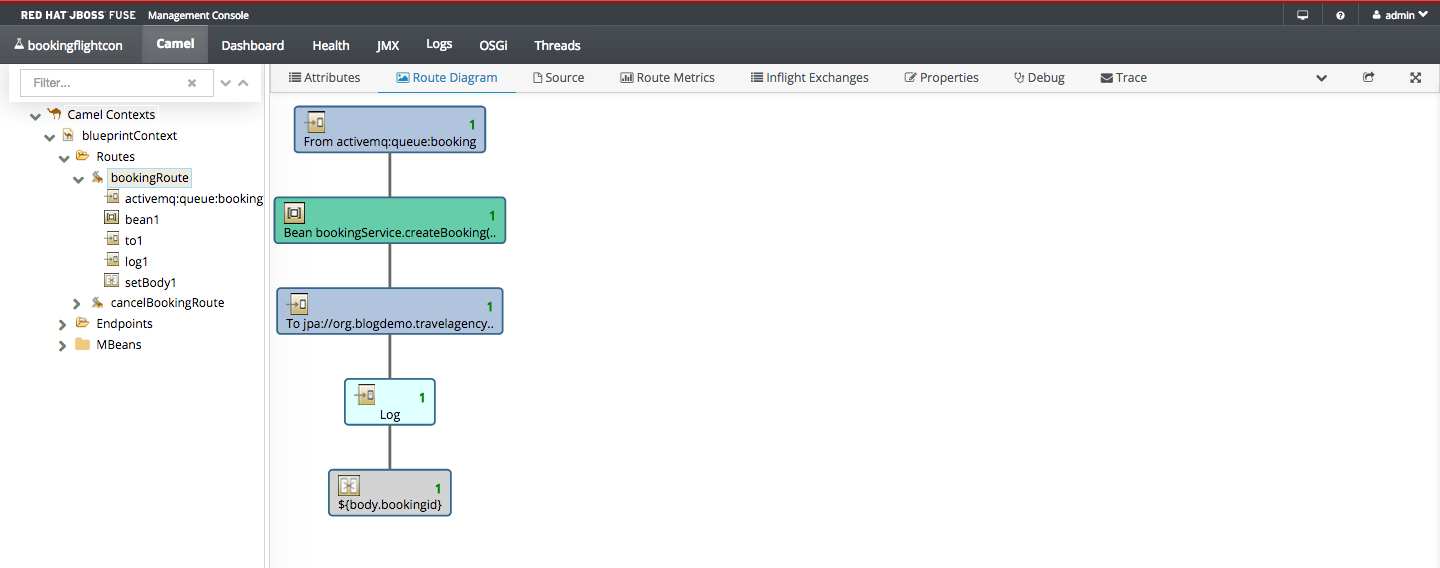 RED HAT JBOSS FUSE Management Console
admin
bookingflightcon Camel Dashboard Health JMX Logs OSGi Threads
Filter...
Attributes Route Diagram Source Route Metrics Inflight Exchanges Properties Debug Trace
Camel Contexts
blueprintContext
Routes
bookingRoute
activemq:queue:booking
bean1
to1
log1
setBody1
cancelBookingRoute
Endpoints
MBeans
1
From activemq:queue:booking
1
Bean bookingService.createBooking(..
1
To jpa://org.blogdemo.travelagency..
1
Log
1
${body.bookingid}